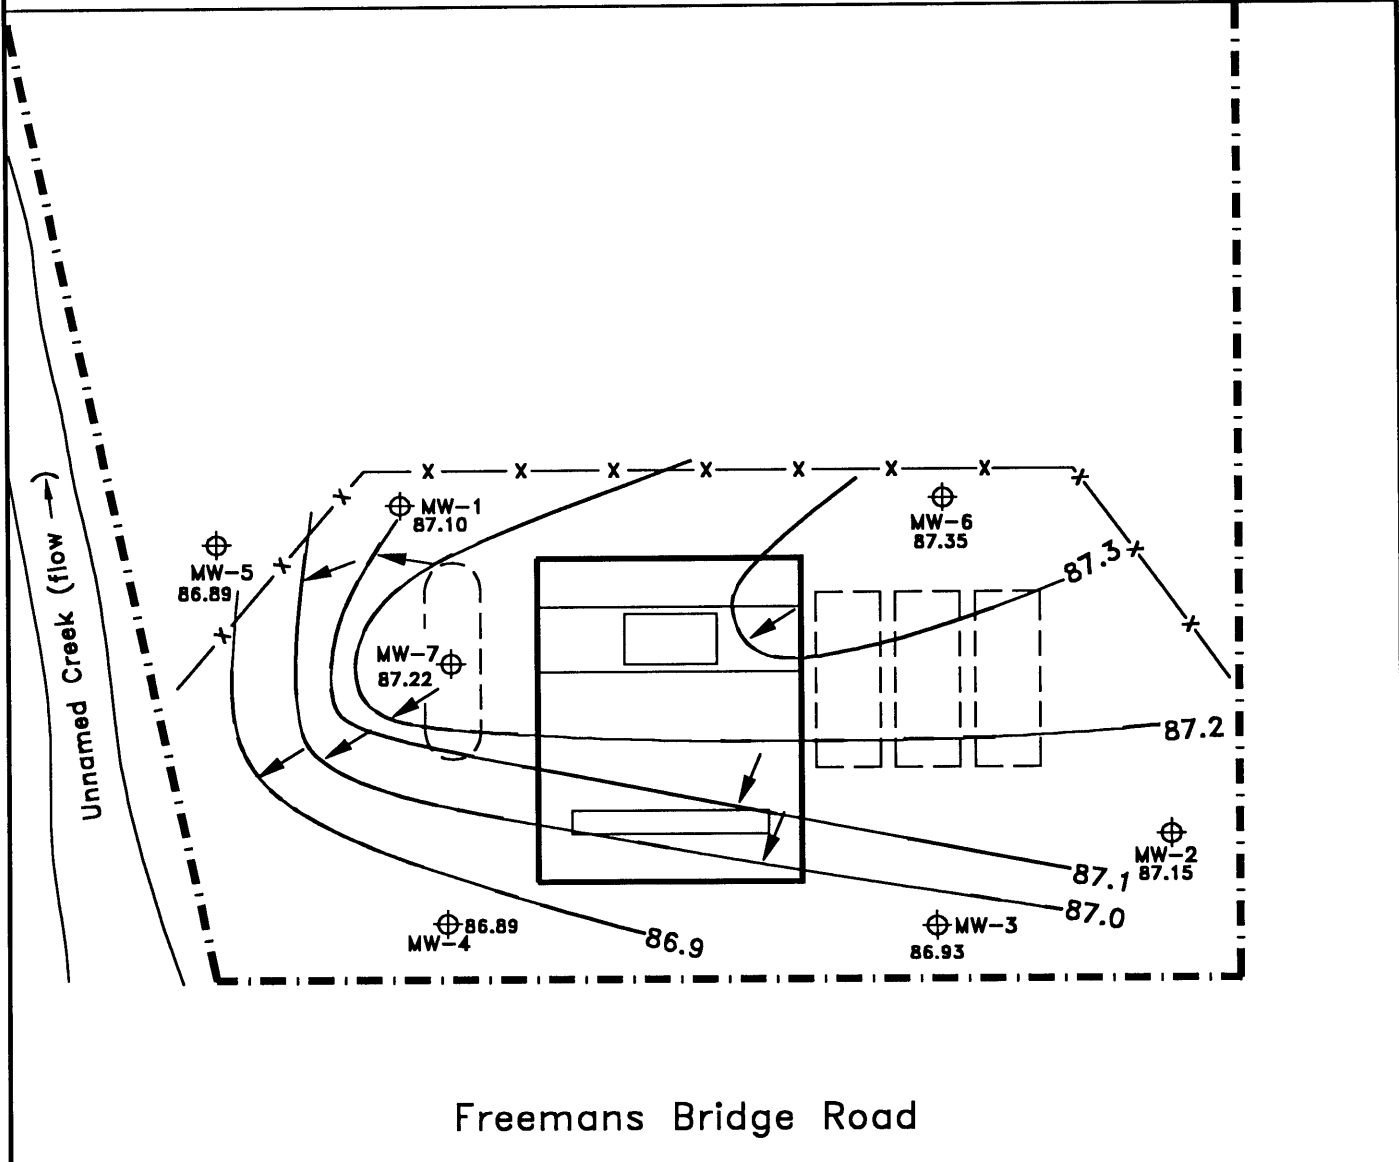 MW-1
87.10
MW-6
87.35
MW-5
86.89
87.3
MW-7
87.22
Unnamed Creek (flow →)
87.2
MW-2
87.15
87.1
87.0
86.89
MW-4
86.9
MW-3
86.93
Freemans Bridge Road